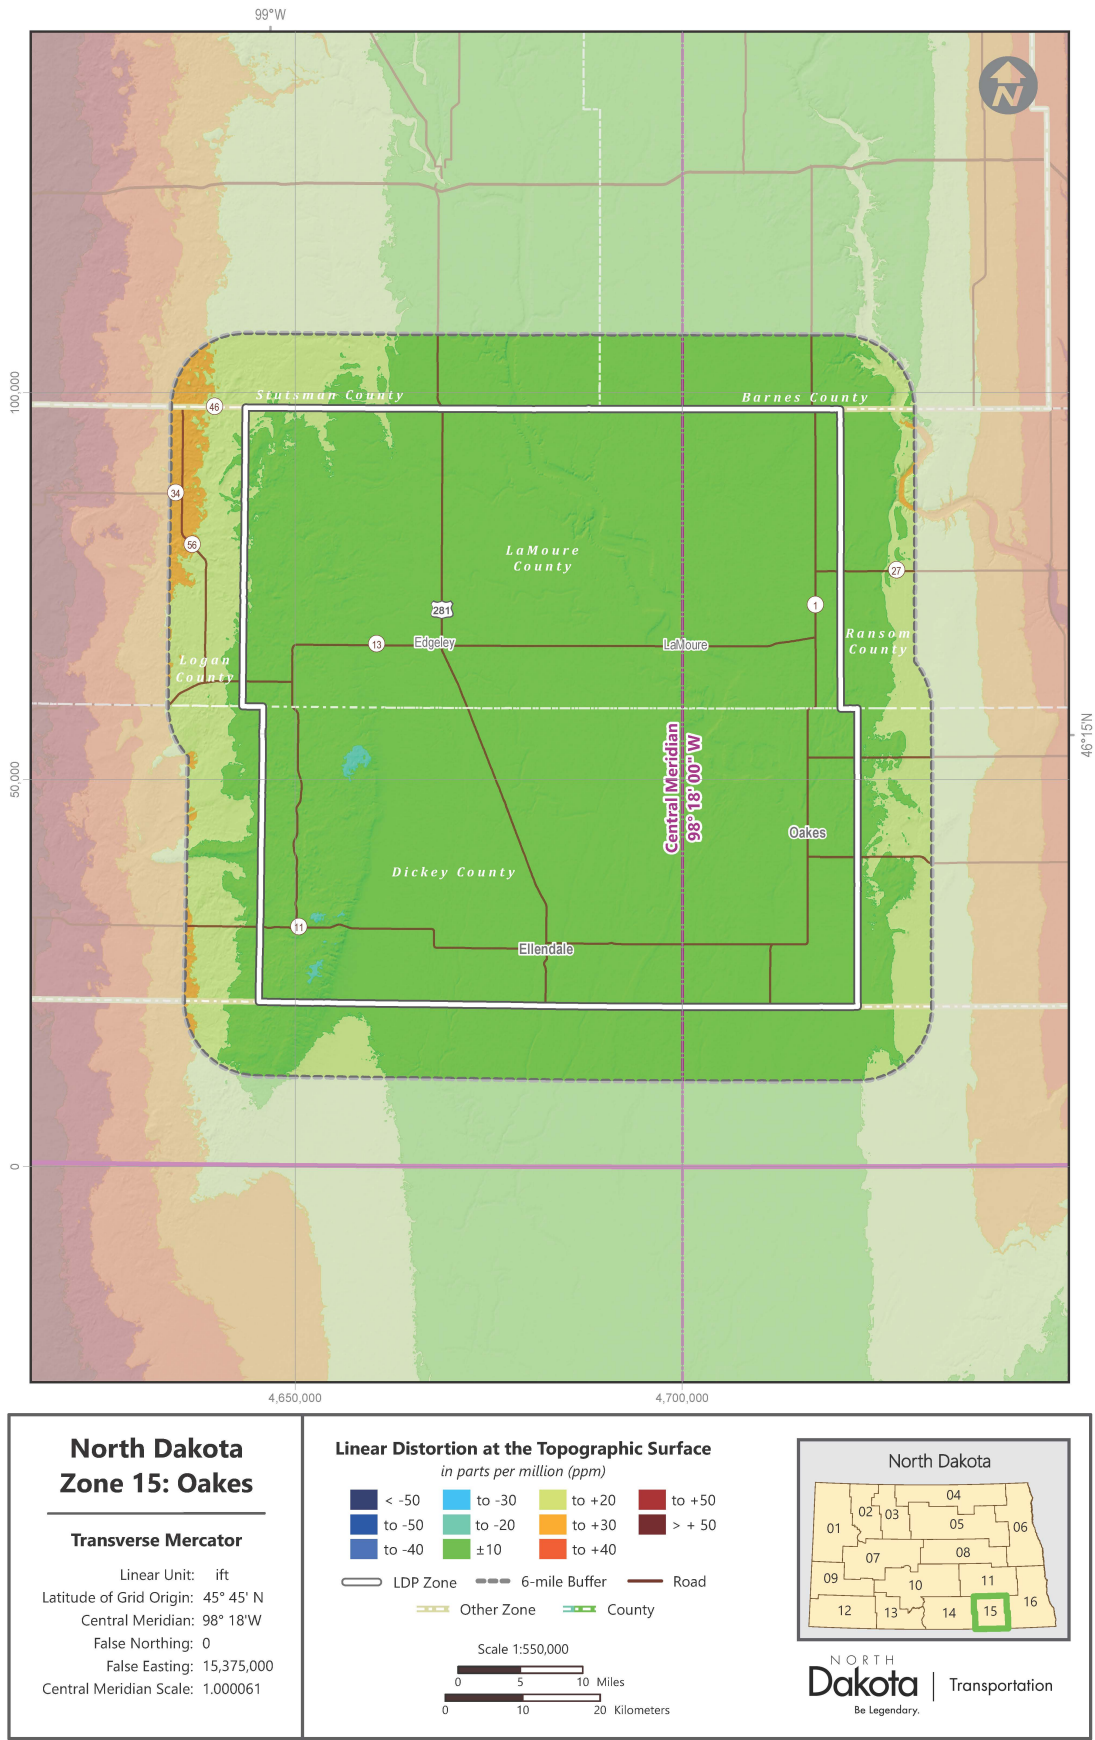 99°W
N
100,000
Stutsman County
Barnes County
46
34
56
LaMoure
County
27
281
1
13
Edgeley
LaMoure
Ransom
County
Logan
County
46°15'N
Central Meridian
98° 18' 00" W
50,000
Oakes
Dickey County
11
Ellendale
0
4,650,000
4,700,000
North Dakota
Zone 15: Oakes
Transverse Mercator
Linear Unit: ift
Latitude of Grid Origin: 45° 45' N
Central Meridian: 98° 18'W
False Northing: 0
False Easting: 15,375,000
Central Meridian Scale: 1.000061
Linear Distortion at the Topographic Surface
in parts per million (ppm)
< -50 to -30 to +20 to +50
to -50 to -20 to +30 > + 50
to -40 ±10 to +40
LDP Zone 6-mile Buffer Road
Other Zone County
Scale 1:550,000
0 5 10 Miles
0 10 20 Kilometers
North Dakota
04
02 03
01 05 06
07 08
09 10 11
12 13 14 15 16
NORTH
Dakota | Transportation
Be Legendary.